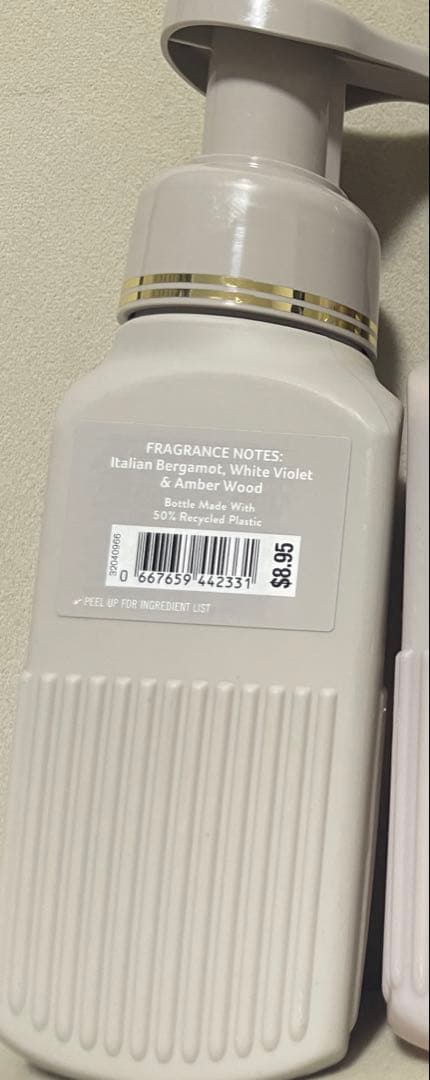 FRAGRANCE NOTES:
Italian Bergamot, White Violet
& Amber Wood
Bottle Made With
50% Recycled Plastic
32040966
0 667659 442331
$8.95
PEEL UP FOR INGREDIENT LIST